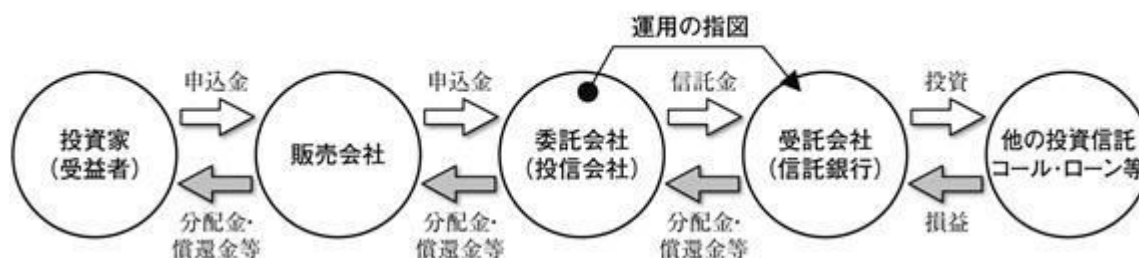 運用の指図
申込金
申込金
信託金
投資
投資家
(受益者)
販売会社
委託会社
(投信会社)
受託会社
(信託銀行)
他の投資信託
コール・ローン等
分配金・
償還金等
分配金・
償還金等
分配金・
償還金等
損益